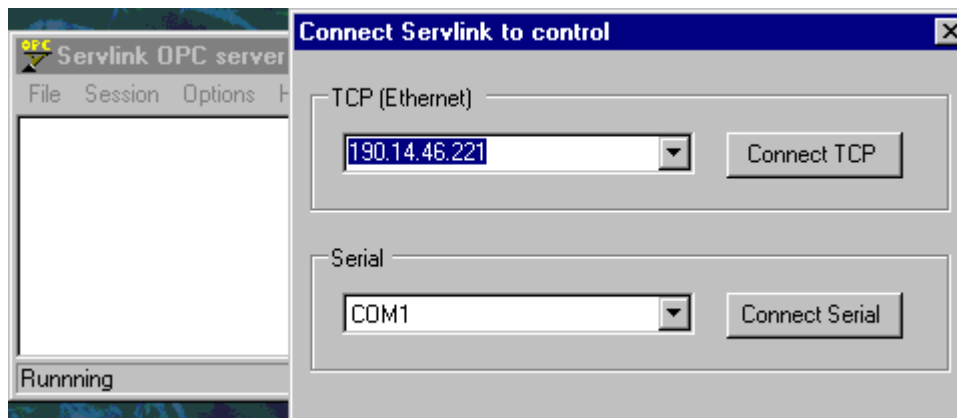 Connect Servlink to control
OPC
Servlink OPC server
File Session Options
TCP (Ethernet)
190.14.46.221
Connect TCP
Serial
COM1
Connect Serial
Runnning